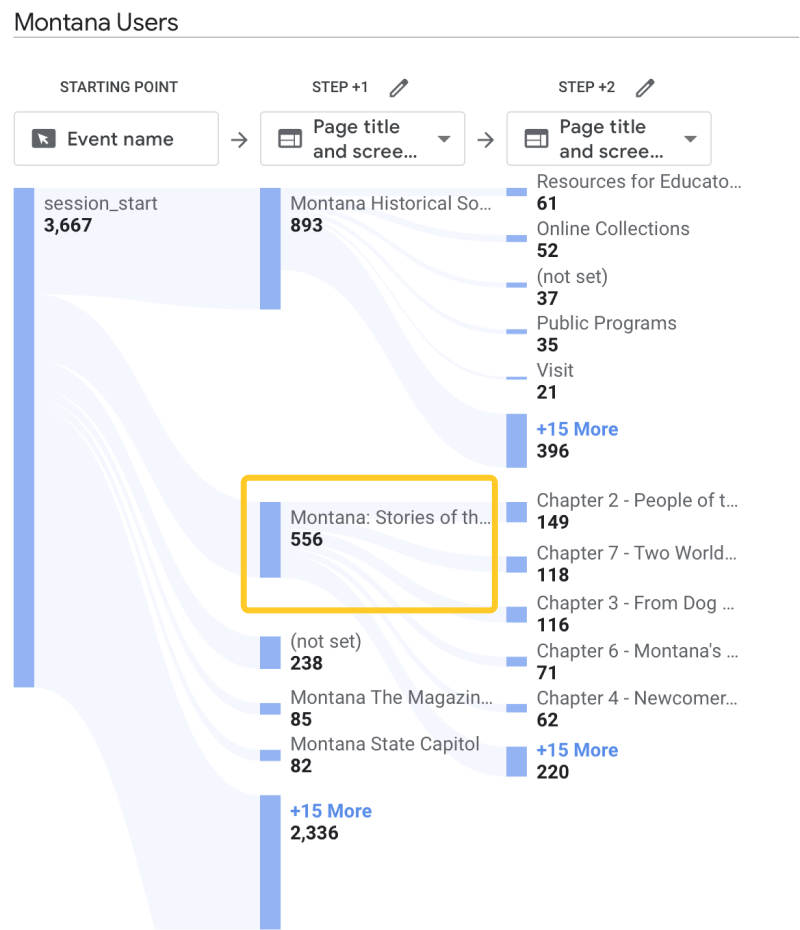 Montana Users
STARTING POINT
STEP +1
STEP +2
Event name
Page title
and scree...
Page title
and scree...
session_start
3,667
Montana Historical So...
893
Montana: Stories of th...
556
(not set)
238
Montana The Magazin...
85
Montana State Capitol
82
+15 More
2,336
Resources for Educato...
61
Online Collections
52
(not set)
37
Public Programs
35
Visit
21
+15 More
396
Chapter 2 - People of t...
149
Chapter 7 - Two World...
118
Chapter 3 - From Dog ...
116
Chapter 6 - Montana's ...
71
Chapter 4 - Newcomer...
62
+15 More
220